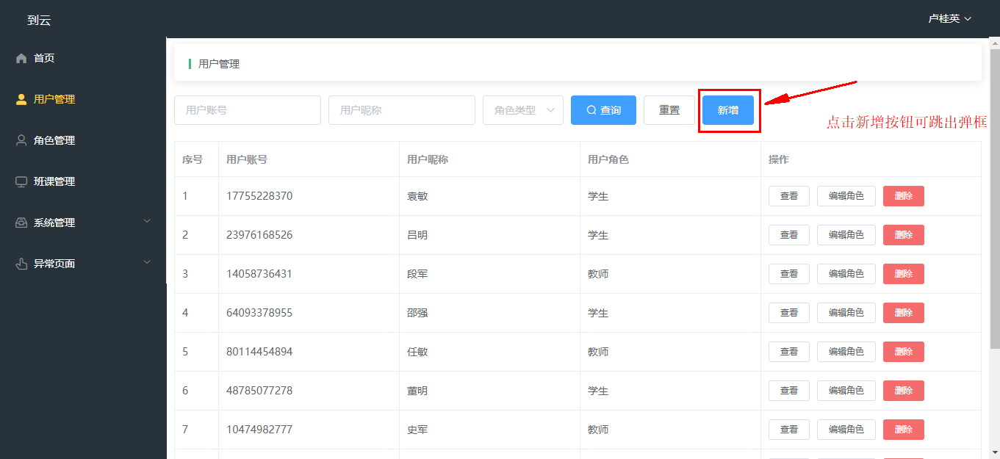 到云
卢桂英
首页
用户管理
角色管理
班课管理
系统管理
异常页面
用户管理
用户账号 用户昵称 角色类型 查询 重置 新增
点击新增按钮可跳出弹框
序号 用户账号 用户昵称 用户角色 操作
1 17755228370 袁敏 学生 查看 编辑角色 删除
2 23976168526 吕明 学生 查看 编辑角色 删除
3 14058736431 段军 教师 查看 编辑角色 删除
4 64093378955 邵强 学生 查看 编辑角色 删除
5 80114454894 任敏 教师 查看 编辑角色 删除
6 48785077278 董明 学生 查看 编辑角色 删除
7 10474982777 史军 教师 查看 编辑角色 删除